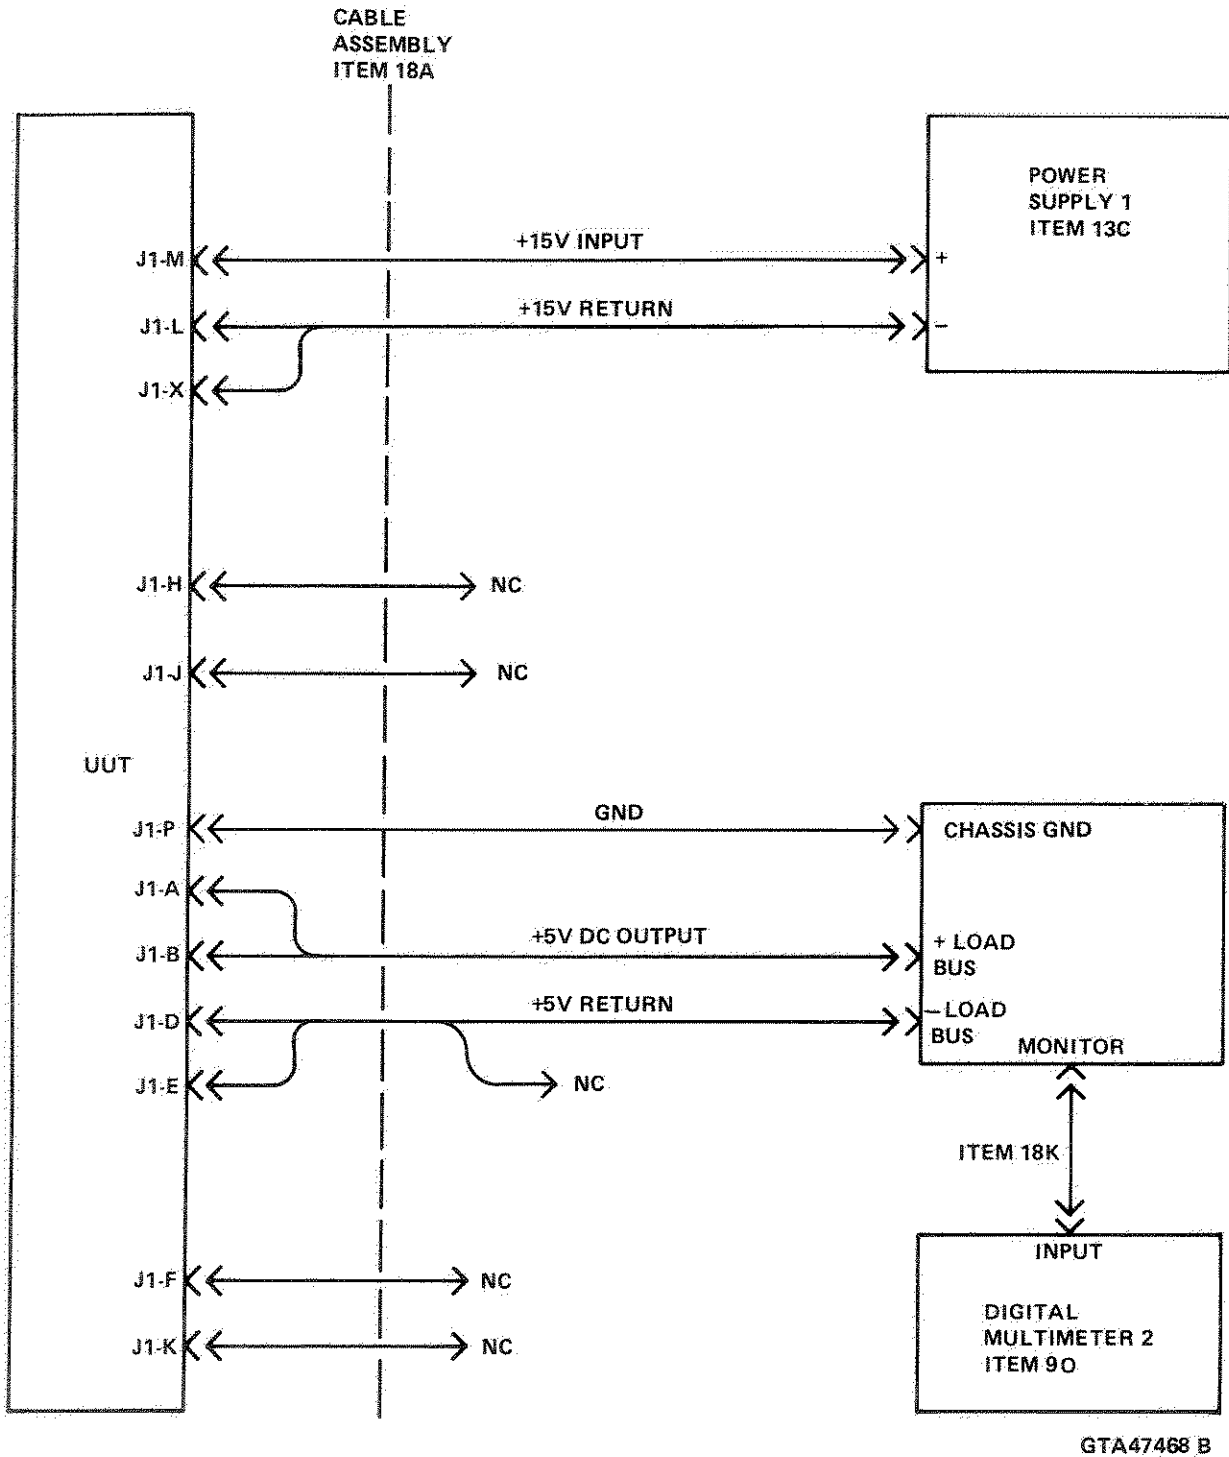 CABLE
ASSEMBLY
ITEM 18A
POWER
SUPPLY 1
ITEM 13C
J1-M
+15V INPUT
+
J1-L
+15V RETURN
–
J1-X
J1-H
NC
J1-J
NC
UUT
J1-P
GND
CHASSIS GND
J1-A
J1-B
+5V DC OUTPUT
+ LOAD
BUS
J1-D
+5V RETURN
– LOAD
BUS
MONITOR
J1-E
NC
ITEM 18K
INPUT
J1-F
NC
DIGITAL
MULTIMETER 2
ITEM 9O
J1-K
NC
GTA47468 B